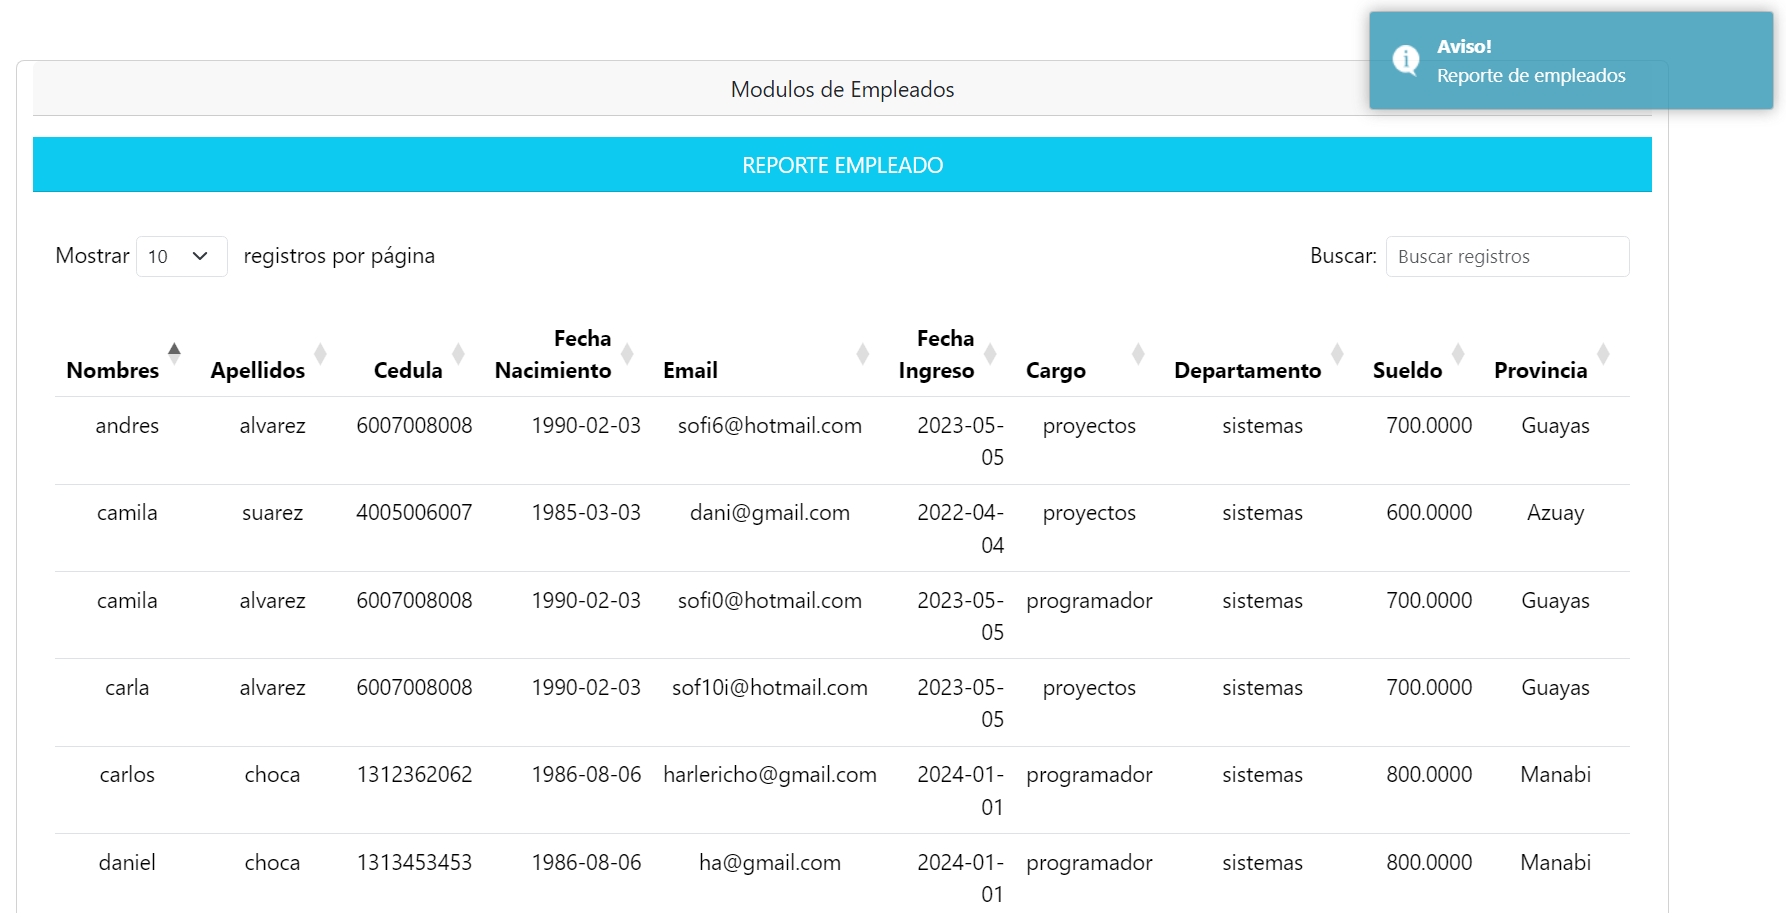 Aviso!
Reporte de empleados
Modulos de Empleados
REPORTE EMPLEADO
Mostrar 10 registros por página
Buscar: Buscar registros
Nombres Apellidos Cedula Fecha Nacimiento Email Fecha Ingreso Cargo Departamento Sueldo Provincia
andres alvarez 6007008008 1990-02-03 sofi6@hotmail.com 2023-05-05 proyectos sistemas 700.0000 Guayas
camila suarez 4005006007 1985-03-03 dani@gmail.com 2022-04-04 proyectos sistemas 600.0000 Azuay
camila alvarez 6007008008 1990-02-03 sofi0@hotmail.com 2023-05-05 programador sistemas 700.0000 Guayas
carla alvarez 6007008008 1990-02-03 sof10i@hotmail.com 2023-05-05 proyectos sistemas 700.0000 Guayas
carlos choca 1312362062 1986-08-06 harlericho@gmail.com 2024-01-01 programador sistemas 800.0000 Manabi
daniel choca 1313453453 1986-08-06 ha@gmail.com 2024-01-01 programador sistemas 800.0000 Manabi